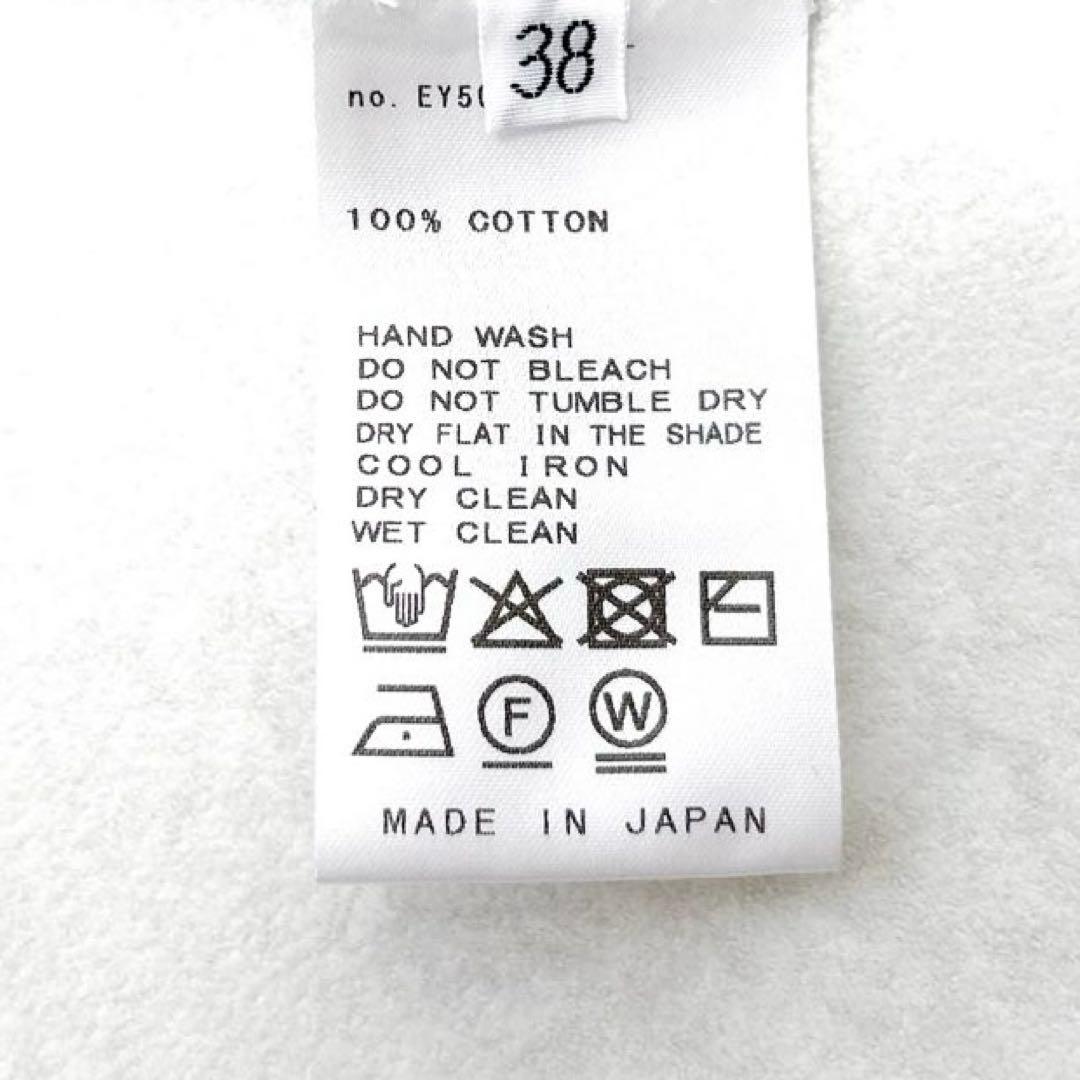 38
no. EY50
100% COTTON
HAND WASH
DO NOT BLEACH
DO NOT TUMBLE DRY
DRY FLAT IN THE SHADE
COOL IRON
DRY CLEAN
WET CLEAN
F W
MADE IN JAPAN